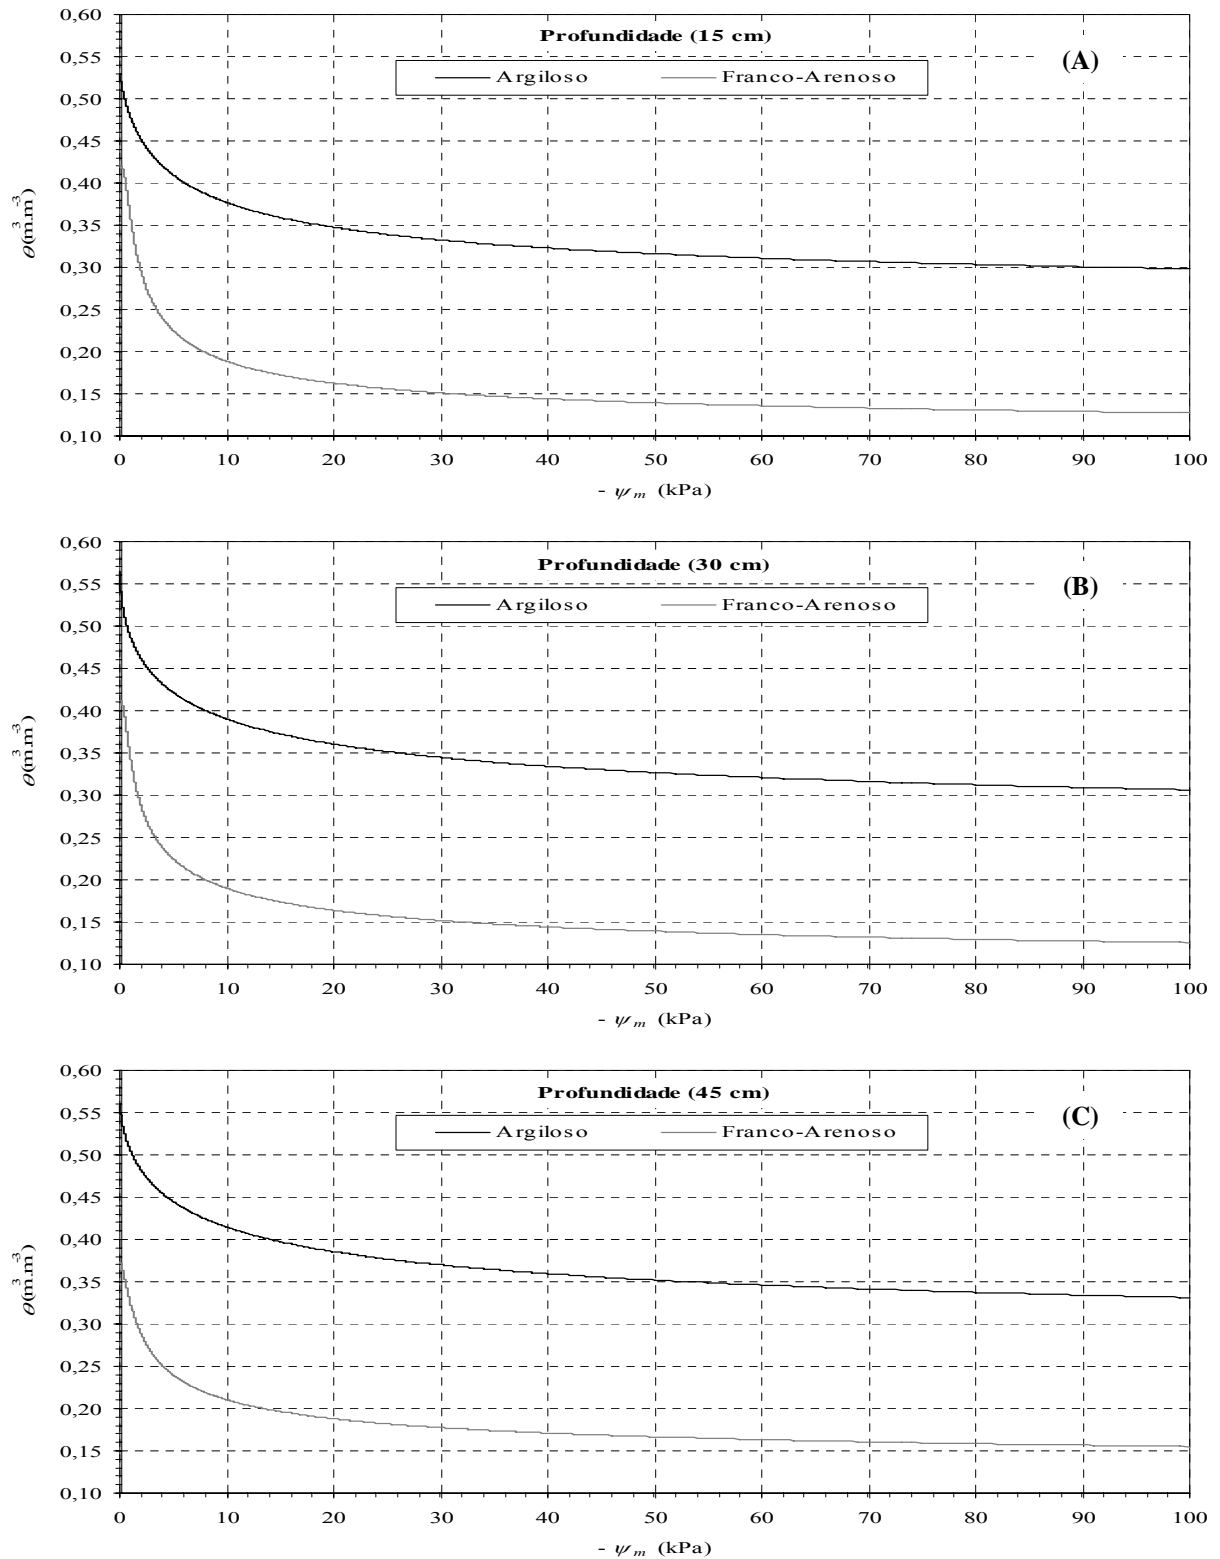 0,60
Profundidade (15 cm)
(A)
0,55
Argiloso Franco-Arenoso
0,50
0,45
0,40
0,35
0,30
0,25
0,20
0,15
0,10
θ(m³.m⁻³)
0 10 20 30 40 50 60 70 80 90 100
- ψm (kPa)
0,60
Profundidade (30 cm)
(B)
0,55
Argiloso Franco-Arenoso
0,50
0,45
0,40
0,35
0,30
0,25
0,20
0,15
0,10
θ(m³.m⁻³)
0 10 20 30 40 50 60 70 80 90 100
- ψm (kPa)
0,60
Profundidade (45 cm)
(C)
0,55
Argiloso Franco-Arenoso
0,50
0,45
0,40
0,35
0,30
0,25
0,20
0,15
0,10
θ(m³.m⁻³)
0 10 20 30 40 50 60 70 80 90 100
- ψm (kPa)